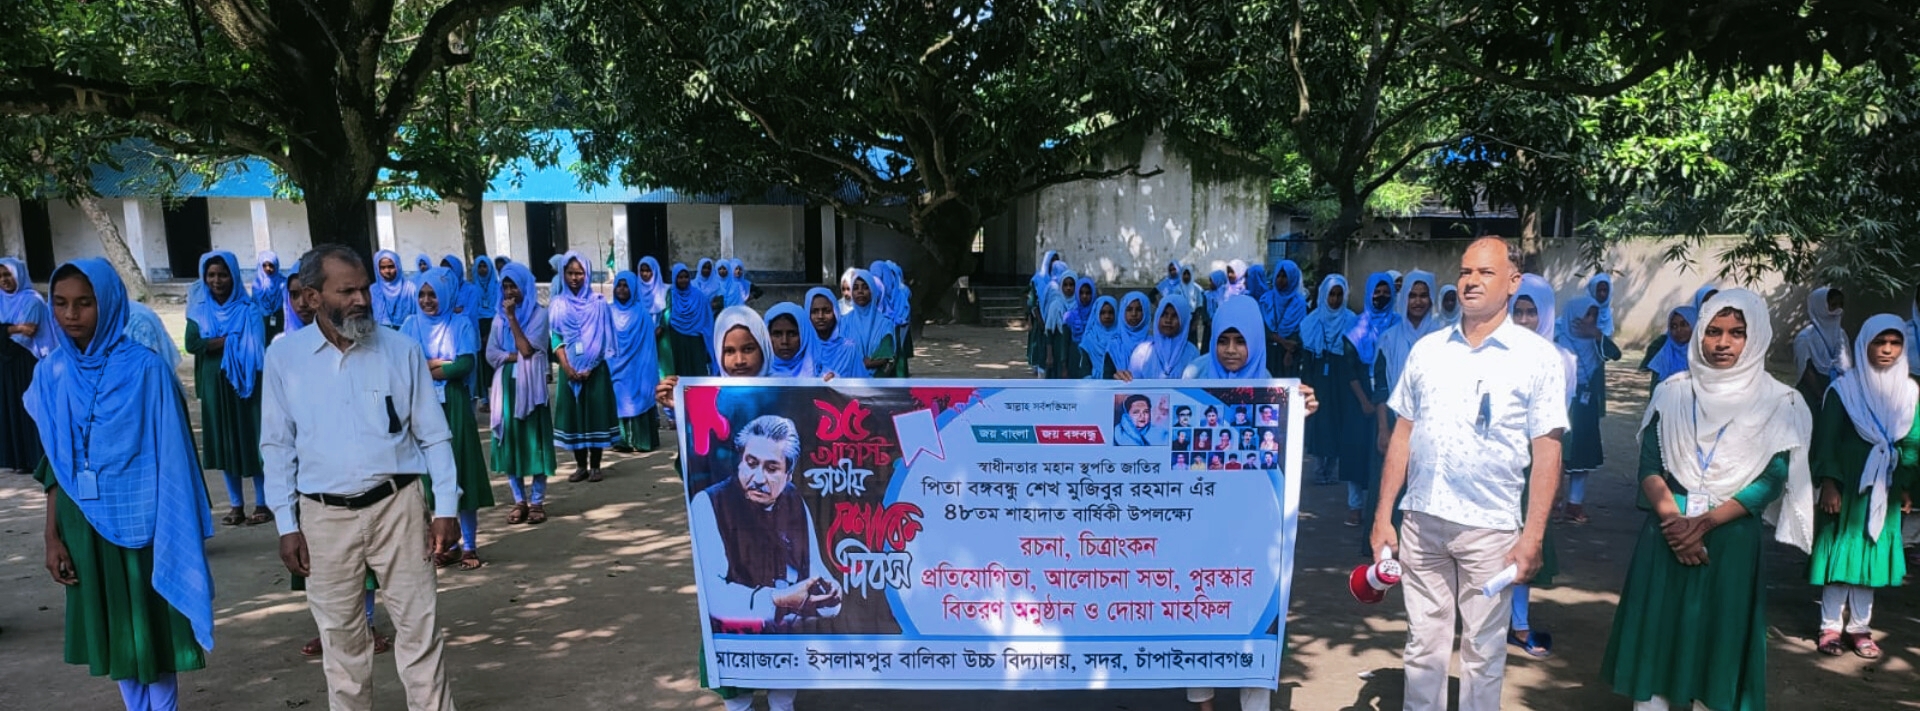 ১৫
আগস্ট
জাতীয়
শোক
দিবস
আল্লাহ সর্বশক্তিমান
জয় বাংলা জয় বঙ্গবন্ধু
স্বাধীনতার মহান স্থপতি জাতির
পিতা বঙ্গবন্ধু শেখ মুজিবুর রহমান এঁর
৪৮তম শাহাদাত বার্ষিকী উপলক্ষ্যে
রচনা, চিত্রাংকন
প্রতিযোগিতা, আলোচনা সভা, পুরস্কার
বিতরণ অনুষ্ঠান ও দোয়া মাহফিল
আয়োজনে: ইসলামপুর বালিকা উচ্চ বিদ্যালয়, সদর, চাঁপাইনবাবগঞ্জ।